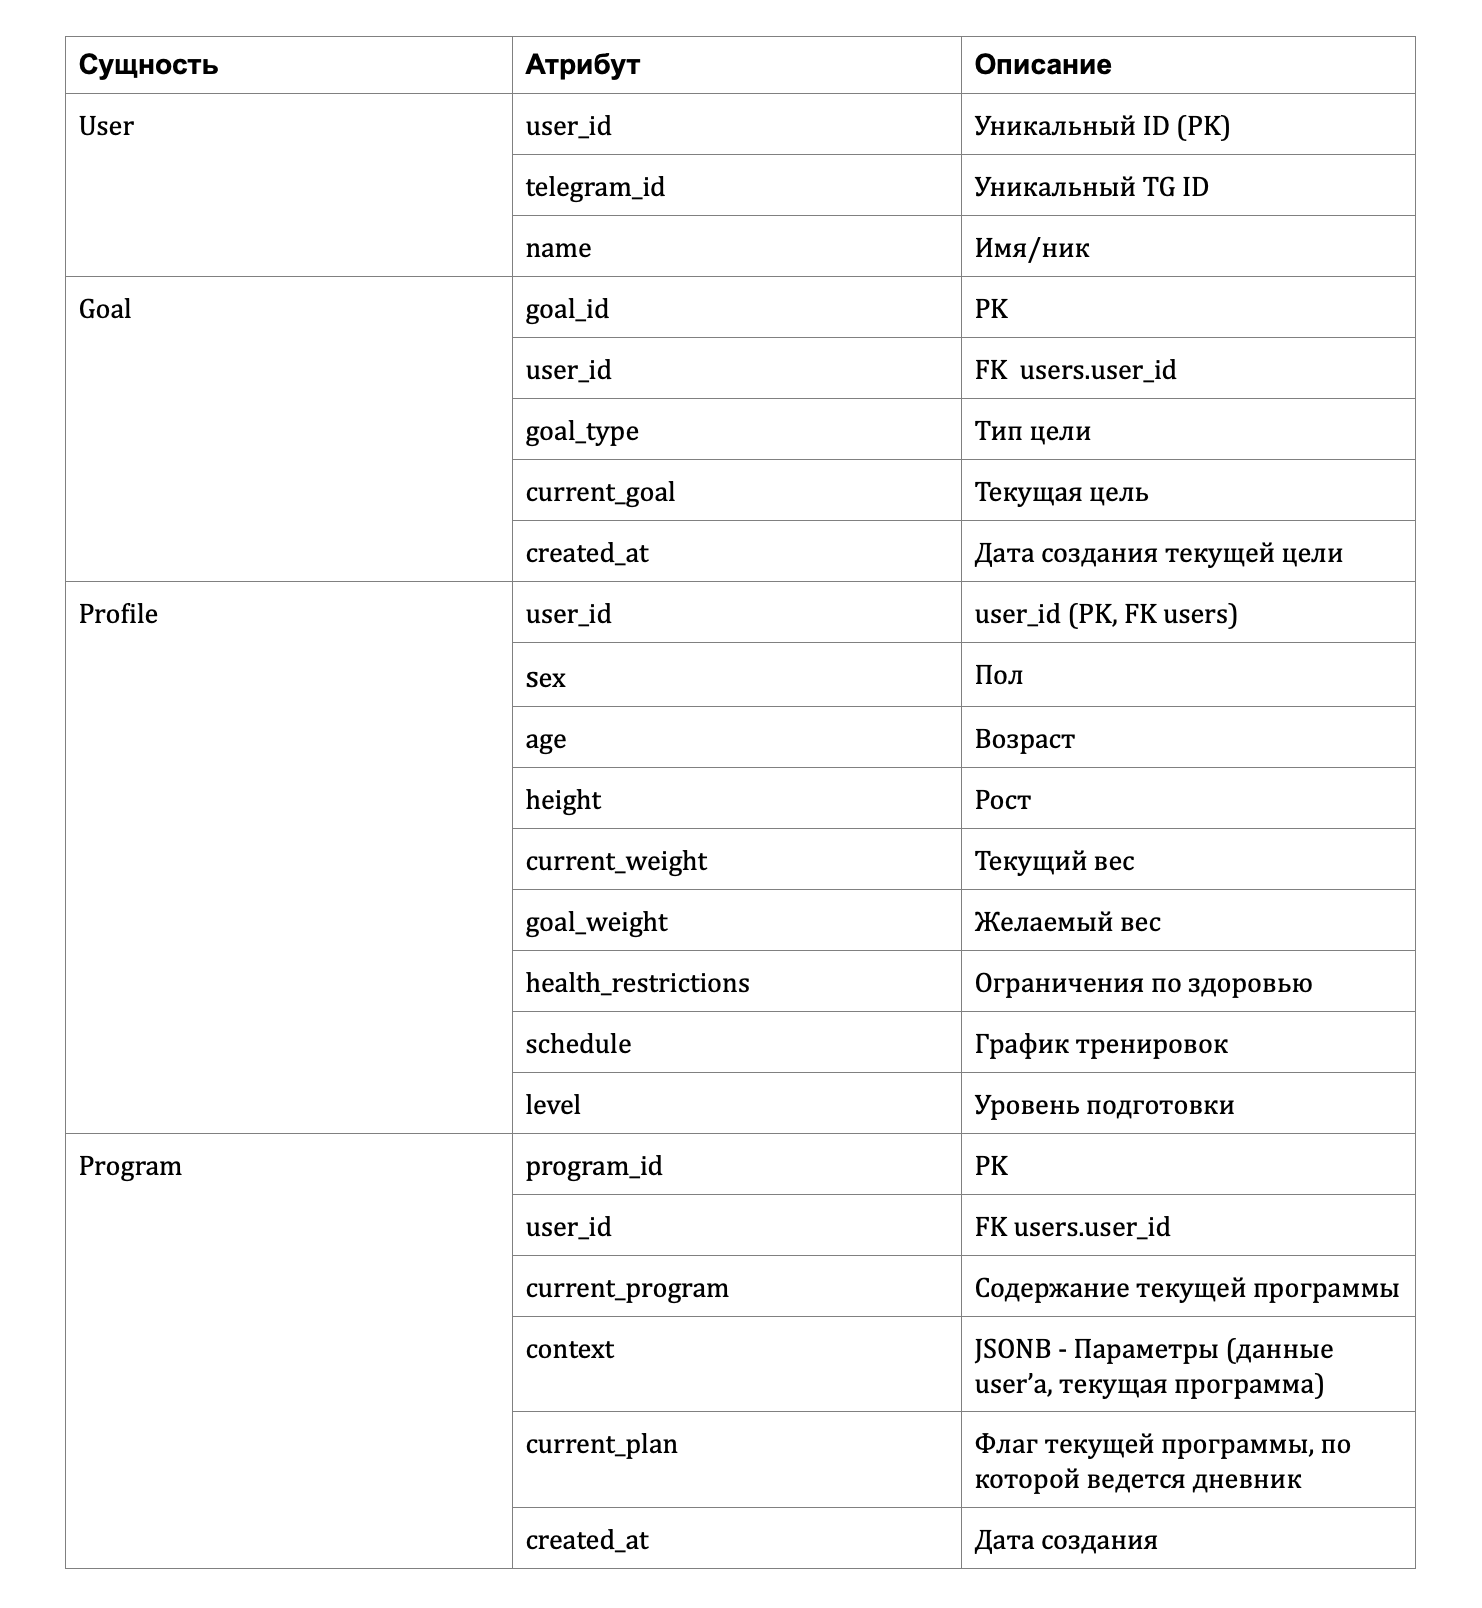 Сущность Атрибут Описание
User user_id Уникальный ID (PK)
telegram_id Уникальный TG ID
name Имя/ник
Goal goal_id PK
user_id FK  users.user_id
goal_type Тип цели
current_goal Текущая цель
created_at Дата создания текущей цели
Profile user_id user_id (PK, FK users)
sex Пол
age Возраст
height Рост
current_weight Текущий вес
goal_weight Желаемый вес
health_restrictions Ограничения по здоровью
schedule График тренировок
level Уровень подготовки
Program program_id PK
user_id FK users.user_id
current_program Содержание текущей программы
context JSONB - Параметры (данные
user’а, текущая программа)
current_plan Флаг текущей программы, по
которой ведется дневник
created_at Дата создания